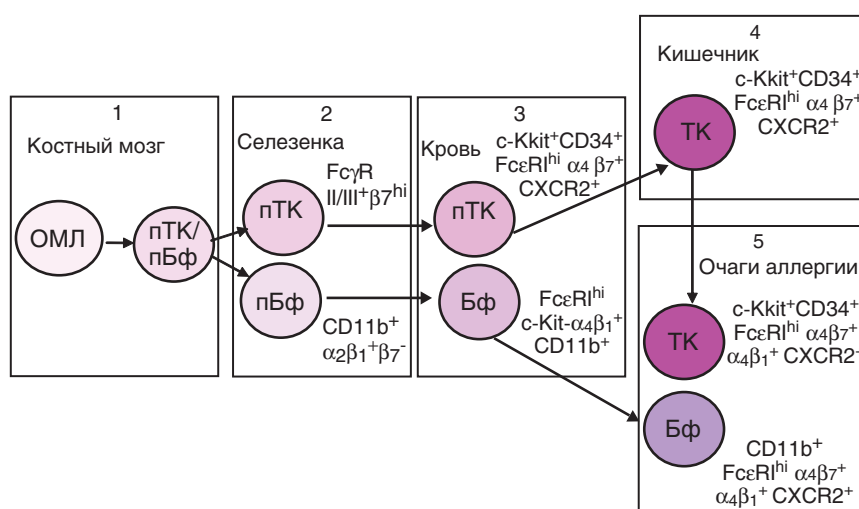 1
Костный мозг
ОМЛ
пТК/
пБф
2
Селезенка
FcγR
II/III⁺β7ʰⁱ
пТК
пБф
CD11b⁺
α₂β₁⁺β₇⁻
3
Кровь
c-Kkit⁺CD34⁺
FcεRIʰⁱ α₄ β₇⁺
CXCR2⁺
пТК
Бф
FcεRIʰⁱ
c-Kit-α₄β₁⁺
CD11b⁺
4
Кишечник
c-Kkit⁺CD34⁺
FcεRIʰⁱ α₄ β₇⁺
CXCR2⁺
ТК
5
Очаги аллергии
c-Kkit⁺CD34⁺
FcεRIʰⁱ α₄β₇⁺
α₄β₁⁺ CXCR2⁺
ТК
Бф
CD11b⁺
FcεRIʰⁱ α₄β₇⁺
α₄β₁⁺ CXCR2⁺